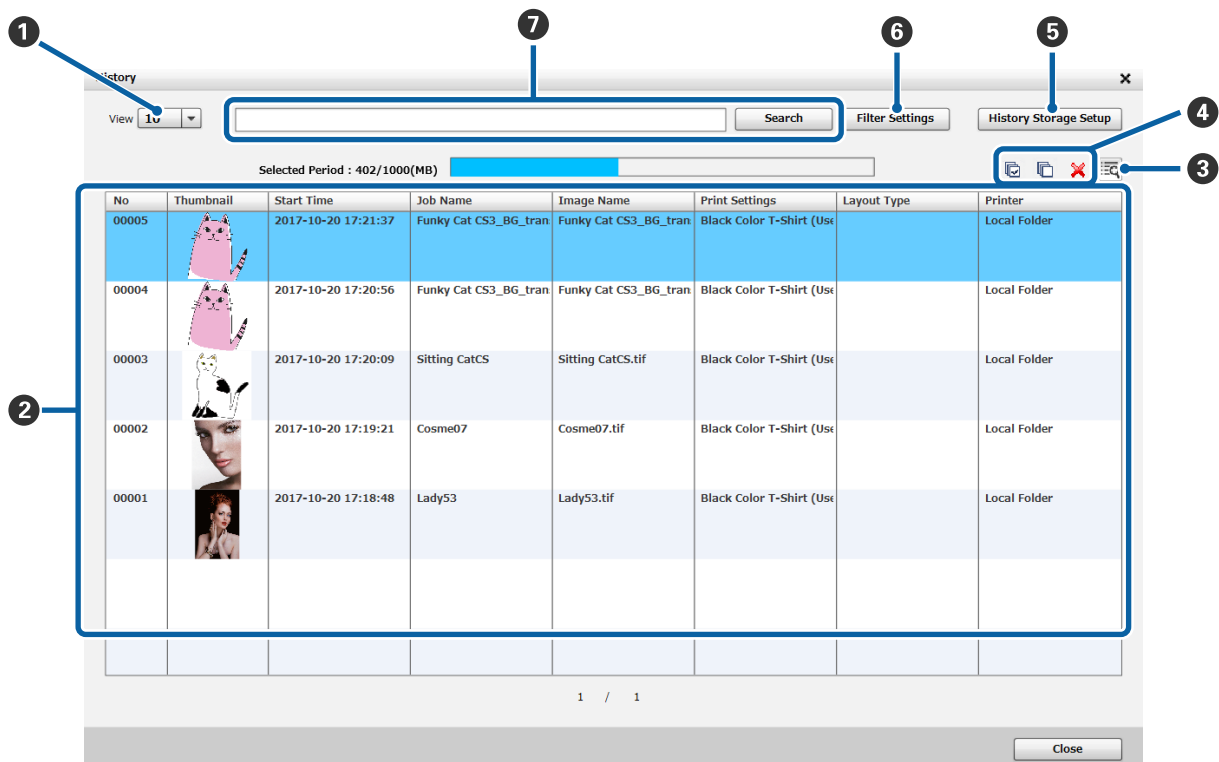 1 7 6 5
History
View 10 Search Filter Settings History Storage Setup 4
Selected Period : 402/1000(MB) 3
No Thumbnail Start Time Job Name Image Name Print Settings Layout Type Printer
00005 2017-10-20 17:21:37 Funky Cat CS3_BG_tran Funky Cat CS3_BG_tran Black Color T-Shirt (Use Local Folder
00004 2017-10-20 17:20:56 Funky Cat CS3_BG_tran Funky Cat CS3_BG_tran Black Color T-Shirt (Use Local Folder
00003 2017-10-20 17:20:09 Sitting CatCS Sitting CatCS.tif Black Color T-Shirt (Use Local Folder
2
00002 2017-10-20 17:19:21 Cosme07 Cosme07.tif Black Color T-Shirt (Use Local Folder
00001 2017-10-20 17:18:48 Lady53 Lady53.tif Black Color T-Shirt (Use Local Folder
1 / 1
Close